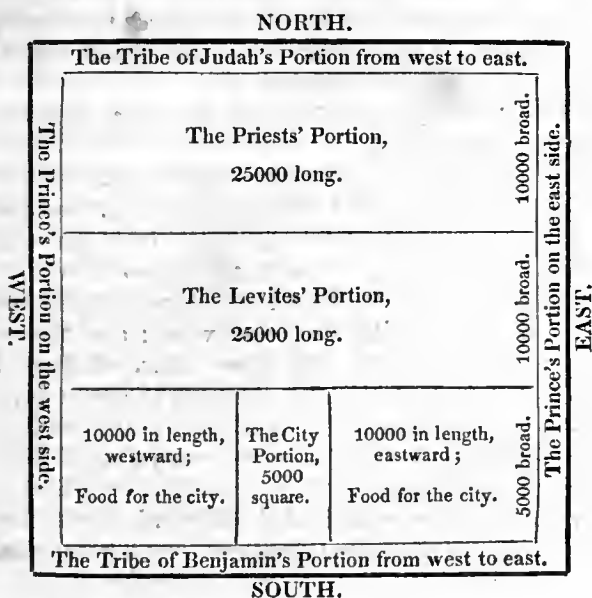 NORTH.
The Tribe of Judah's Portion from west to east.
WEST.
The Prince's Portion on the west side.
The Priests' Portion,
25000 long.
10000 broad.
The Levites' Portion,
25000 long.
10000 broad.
10000 in length,
westward;
Food for the city.
The City
Portion,
5000
square.
10000 in length,
eastward;
Food for the city.
5000 broad.
The Prince's Portion on the east side.
EAST.
The Tribe of Benjamin's Portion from west to east.
SOUTH.